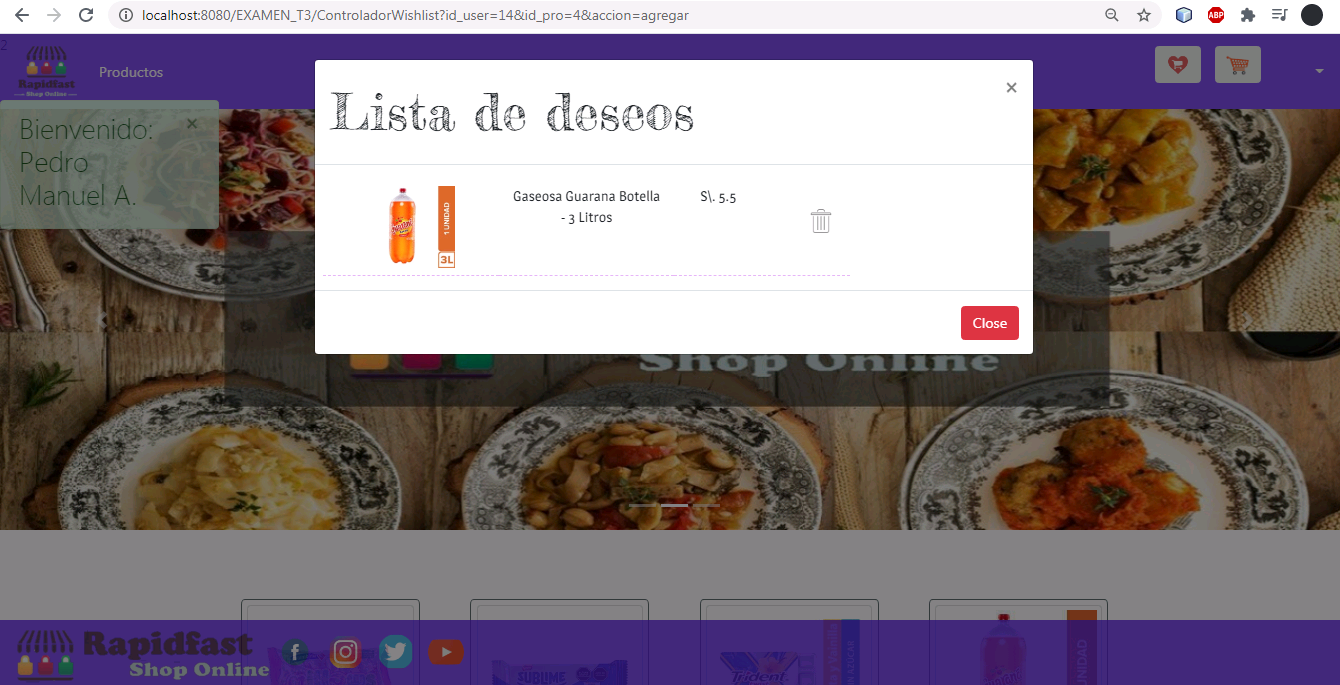 localhost:8080/EXAMEN_T3/ControladorWishlist?id_user=14&id_pro=4&accion=agregar
ABP
2
Rapidfast
Shop Online
Productos
Lista de deseos
×
Bienvenido: ×
Pedro
Manuel A.
1 UNIDAD
3L
Gaseosa Guarana Botella
- 3 Litros
S\. 5.5
Close
Shop Online
Rapidfast
Shop Online
SUBLIME
Trident
AZUCAR
UNIDAD